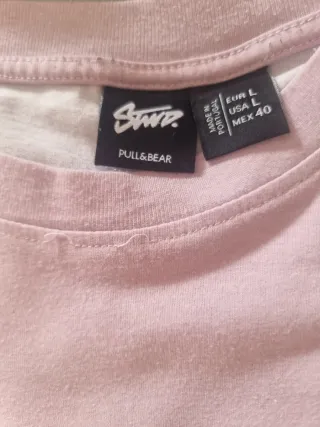 STWD.
PULL&BEAR
MADE IN
PORTUGAL
EUR L
USA L
MEX 40